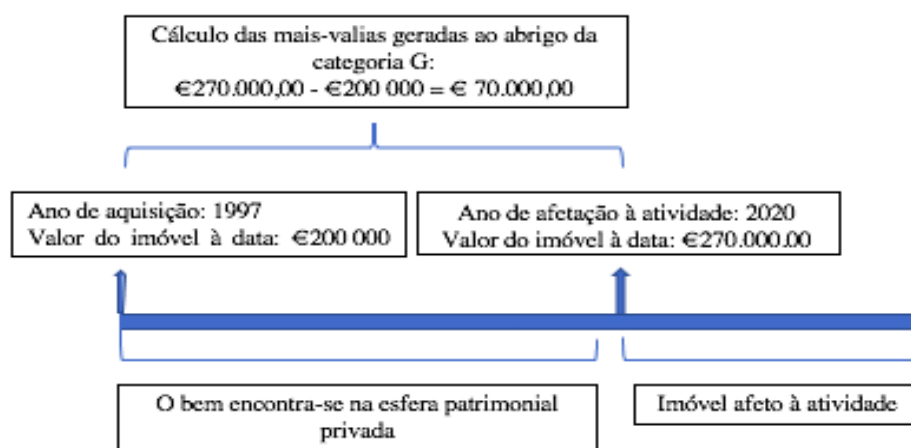 Cálculo das mais-valias geradas ao abrigo da
categoria G:
€270.000,00 - €200 000 = € 70.000,00
Ano de aquisição: 1997
Valor do imóvel à data: €200 000
Ano de afetação à atividade: 2020
Valor do imóvel à data: €270.000.00
O bem encontra-se na esfera patrimonial
privada
Imóvel afeto à atividade